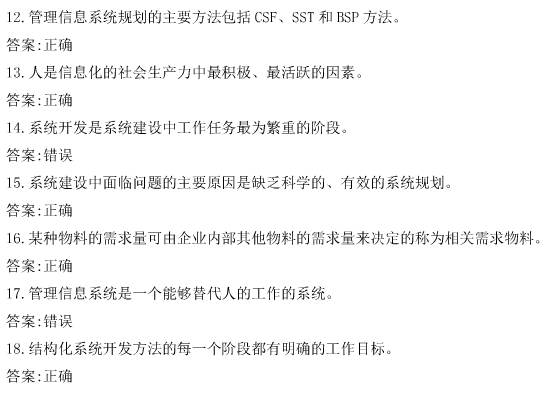 12.管理信息系统规划的主要方法包括 CSF、SST 和 BSP 方法。
答案:正确
13.人是信息化的社会生产力中最积极、最活跃的因素。
答案:正确
14.系统开发是系统建设中工作任务最为繁重的阶段。
答案:错误
15.系统建设中面临问题的主要原因是缺乏科学的、有效的系统规划。
答案:正确
16.某种物料的需求量可由企业内部其他物料的需求量来决定的称为相关需求物料。
答案:正确
17.管理信息系统是一个能够替代人的工作的系统。
答案:错误
18.结构化系统开发方法的每一个阶段都有明确的工作目标。
答案:正确